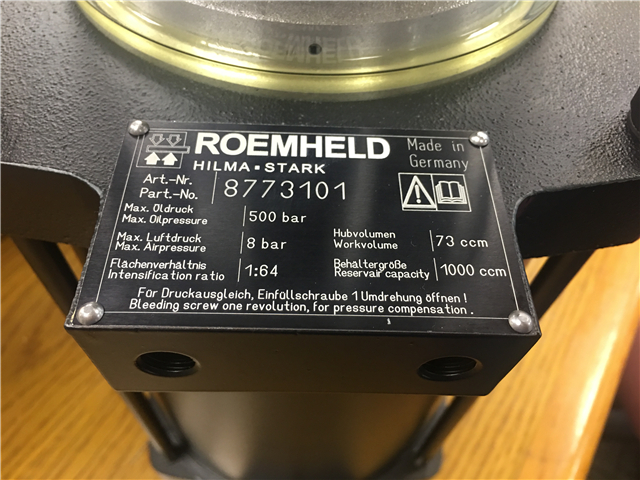 ROEMHELD
HILMA ▪ STARK
Made in
Germany
Art.-Nr.
Part.-No. 8773101
Max. Öldruck
Max. Oilpressure 500 bar
Max. Luftdruck
Max. Airpressure 8 bar
Hubvolumen
Workvolume 73 ccm
Flächenverhältnis
Intensification ratio 1:64
Behältergröße
Reservair capacity 1000 ccm
Für Druckausgleich, Einfüllschraube 1 Umdrehung öffnen !
Bleeding screw one revolution, for pressure compensation .